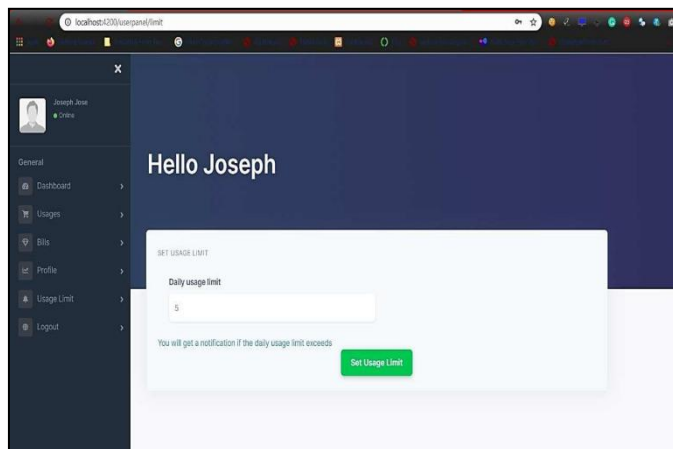 localhost:4200/userpanel/limit
X
Joseph Jose
Online
General
Dashboard
Usages
Bills
Profile
Usage Limit
Logout
Hello Joseph
SET USAGE LIMIT
Daily usage limit
5
You will get a notification if the daily usage limit exceeds
Set Usage Limit